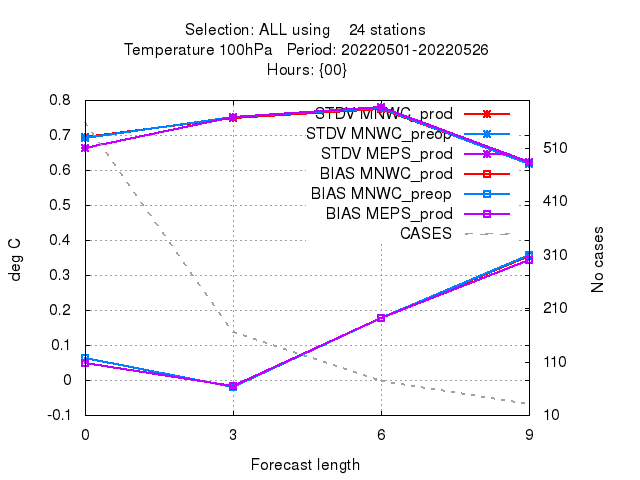 Selection: ALL using    24 stations
Temperature 100hPa   Period: 20220501-20220526
Hours: {00}
0.8
0.7
0.6
0.5
0.4
0.3
0.2
0.1
0
-0.1
deg C
STDV MNWC_prod
STDV MNWC_preop
STDV MEPS_prod
BIAS MNWC_prod
BIAS MNWC_preop
BIAS MEPS_prod
CASES
510
410
310
210
110
10
No cases
0 3 6 9
Forecast length